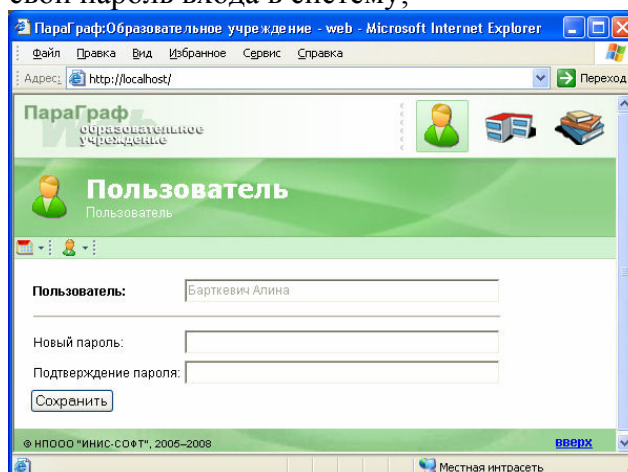 свой пароль входа в систему;
ПараГраф:Образовательное учреждение - web - Microsoft Internet Explorer
Файл Правка Вид Избранное Сервис Справка
Адрес: http://localhost/ Переход
ПараГраф
образовательное
учреждение
Пользователь
Пользователь
Пользователь: Барткевич Алина
Новый пароль:
Подтверждение пароля:
Сохранить
© НПООО "ИНИС-СОФТ", 2005–2008 вверх
Местная интрасеть